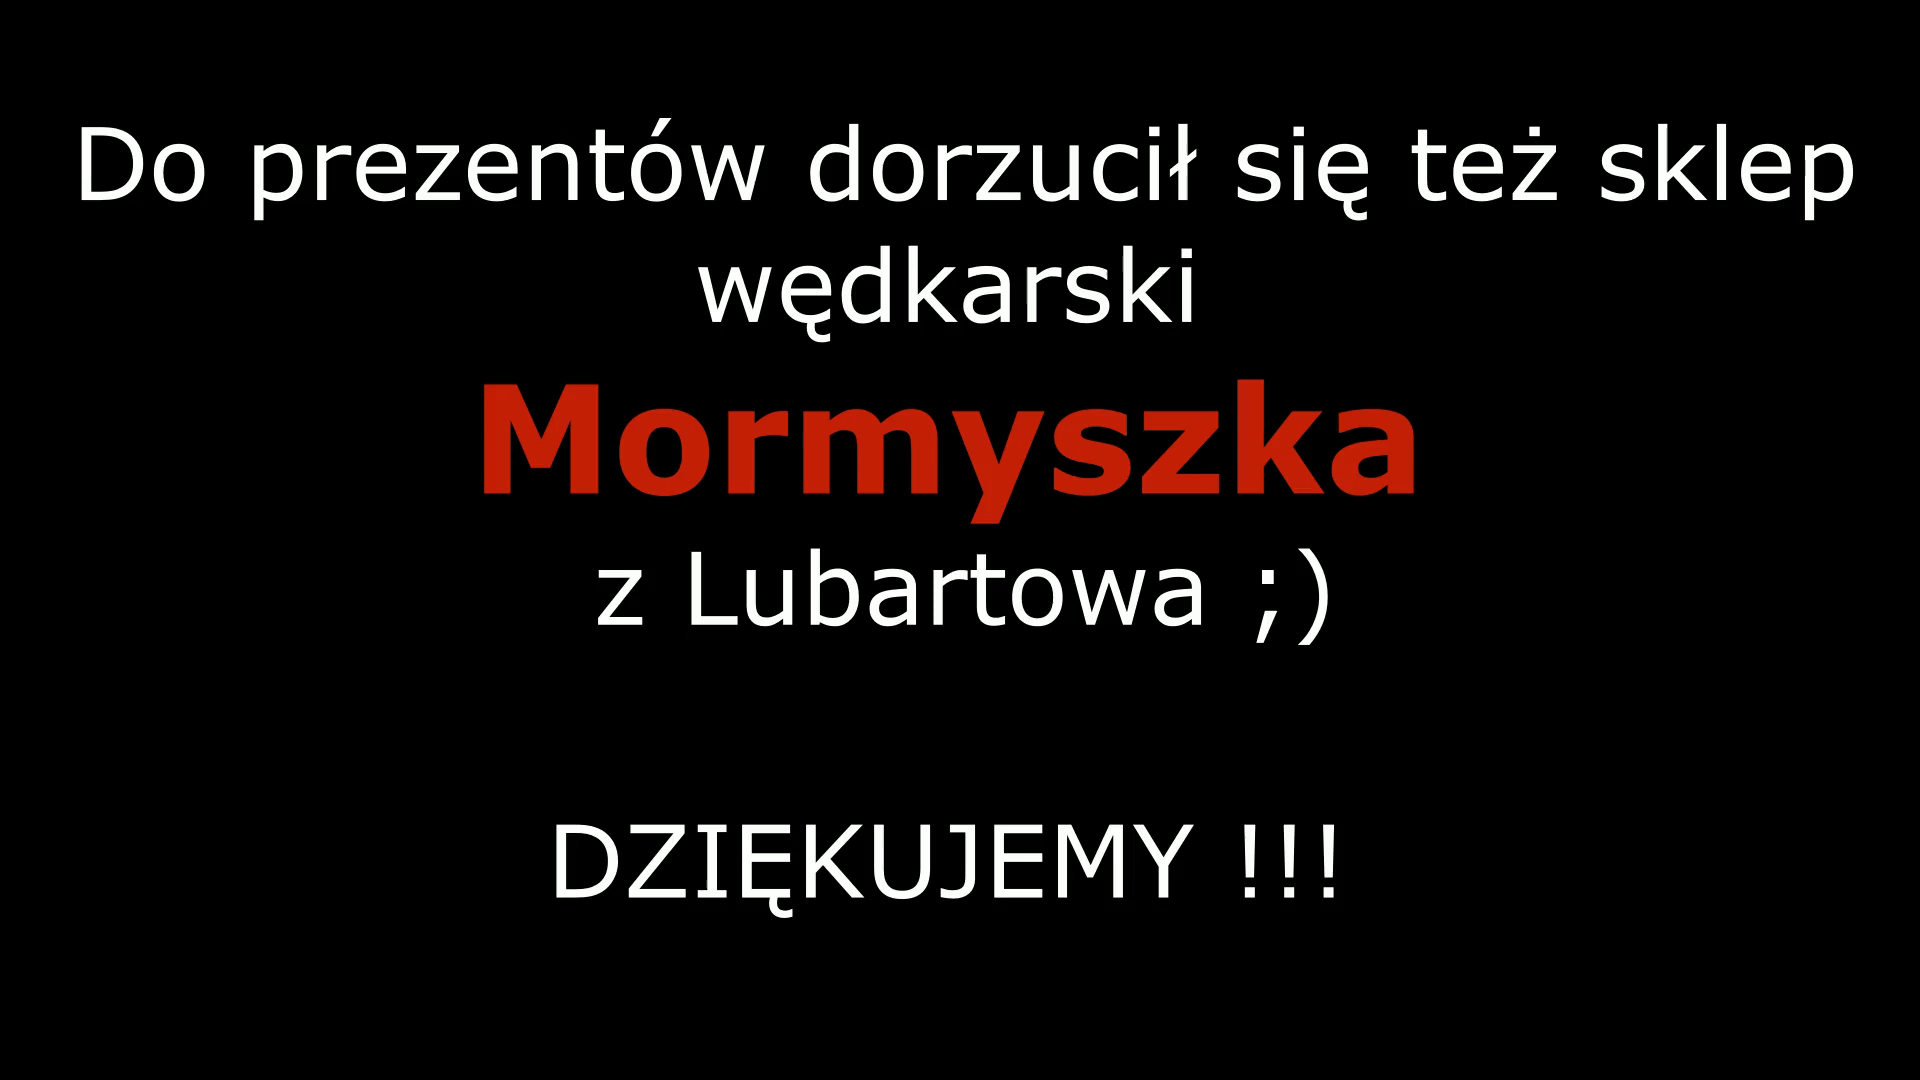 Do prezentów dorzucił się też sklep
wędkarski
Mormyszka
z Lubartowa ;)
DZIĘKUJEMY !!!